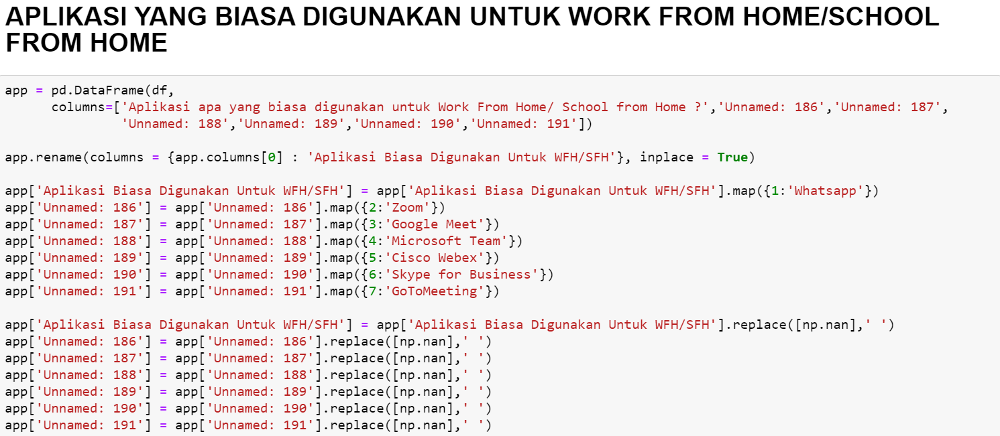 APLIKASI YANG BIASA DIGUNAKAN UNTUK WORK FROM HOME/SCHOOL
FROM HOME
app = pd.DataFrame(df,
columns=['Aplikasi apa yang biasa digunakan untuk Work From Home/ School from Home ?','Unnamed: 186','Unnamed: 187',
'Unnamed: 188','Unnamed: 189','Unnamed: 190','Unnamed: 191'])
app.rename(columns = {app.columns[0] : 'Aplikasi Biasa Digunakan Untuk WFH/SFH'}, inplace = True)
app['Aplikasi Biasa Digunakan Untuk WFH/SFH'] = app['Aplikasi Biasa Digunakan Untuk WFH/SFH'].map({1:'Whatsapp'})
app['Unnamed: 186'] = app['Unnamed: 186'].map({2:'Zoom'})
app['Unnamed: 187'] = app['Unnamed: 187'].map({3:'Google Meet'})
app['Unnamed: 188'] = app['Unnamed: 188'].map({4:'Microsoft Team'})
app['Unnamed: 189'] = app['Unnamed: 189'].map({5:'Cisco Webex'})
app['Unnamed: 190'] = app['Unnamed: 190'].map({6:'Skype for Business'})
app['Unnamed: 191'] = app['Unnamed: 191'].map({7:'GoToMeeting'})
app['Aplikasi Biasa Digunakan Untuk WFH/SFH'] = app['Aplikasi Biasa Digunakan Untuk WFH/SFH'].replace([np.nan],' ')
app['Unnamed: 186'] = app['Unnamed: 186'].replace([np.nan],' ')
app['Unnamed: 187'] = app['Unnamed: 187'].replace([np.nan],' ')
app['Unnamed: 188'] = app['Unnamed: 188'].replace([np.nan],' ')
app['Unnamed: 189'] = app['Unnamed: 189'].replace([np.nan],' ')
app['Unnamed: 190'] = app['Unnamed: 190'].replace([np.nan],' ')
app['Unnamed: 191'] = app['Unnamed: 191'].replace([np.nan],' ')